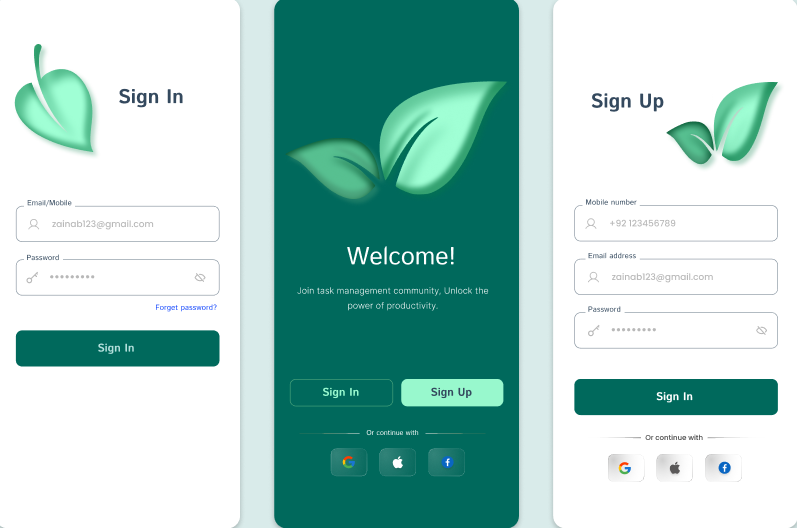 Sign In
Email/Mobile
zainab123@gmail.com
Password
Forget password?
Sign In
Welcome!
Join task management community, Unlock the
power of productivity.
Sign In
Sign Up
Or continue with
Sign Up
Mobile number
+92 123456789
Email address
zainab123@gmail.com
Password
Sign In
Or continue with